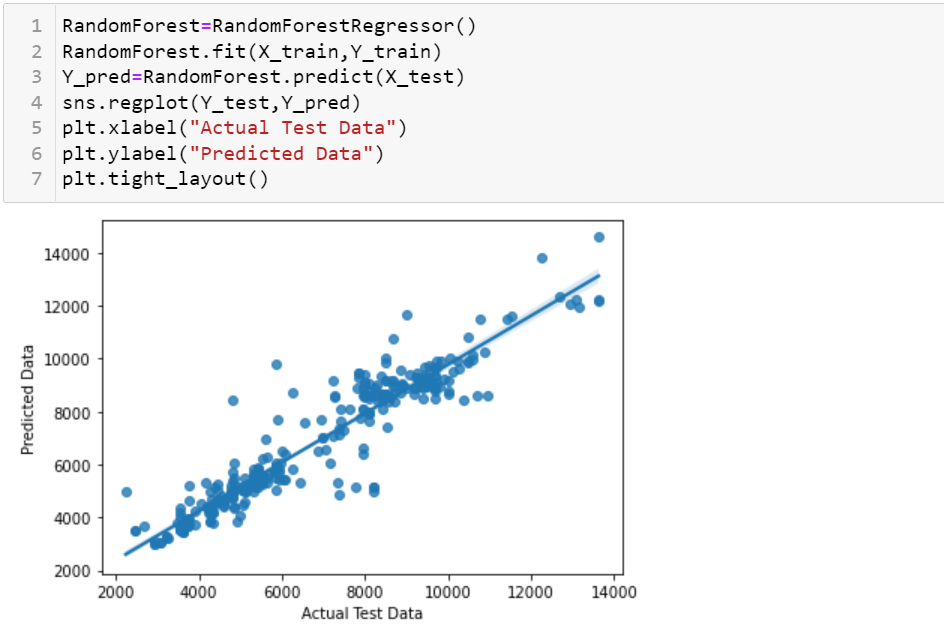 1 RandomForest=RandomForestRegressor()
2 RandomForest.fit(X_train,Y_train)
3 Y_pred=RandomForest.predict(X_test)
4 sns.regplot(Y_test,Y_pred)
5 plt.xlabel("Actual Test Data")
6 plt.ylabel("Predicted Data")
7 plt.tight_layout()
14000
12000
10000
8000
6000
4000
2000
Predicted Data
2000 4000 6000 8000 10000 12000 14000
Actual Test Data